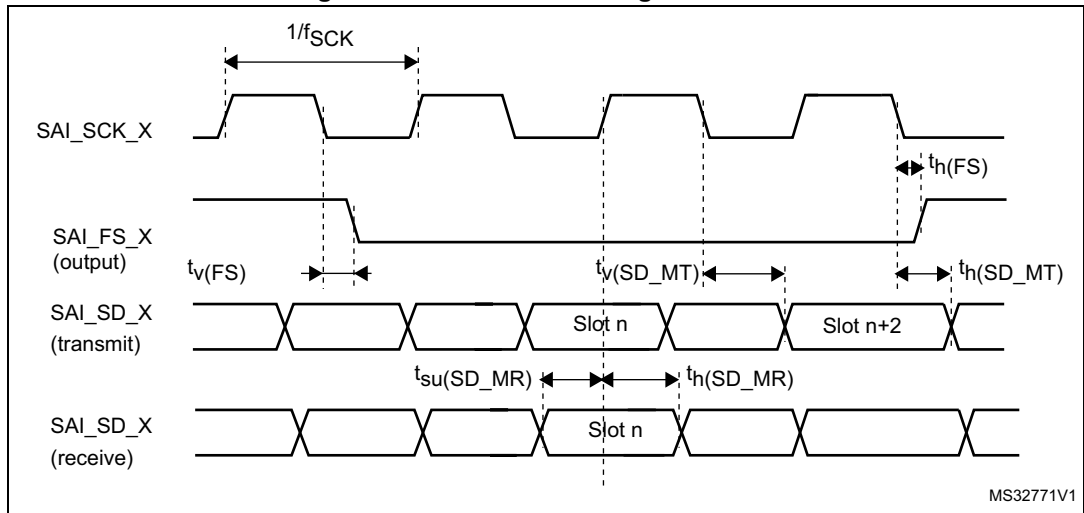 1/fSCK
SAI_SCK_X
th(FS)
SAI_FS_X
(output)
tv(FS)
tv(SD_MT)
th(SD_MT)
SAI_SD_X
(transmit)
Slot n
Slot n+2
tsu(SD_MR)
th(SD_MR)
SAI_SD_X
(receive)
Slot n
MS32771V1